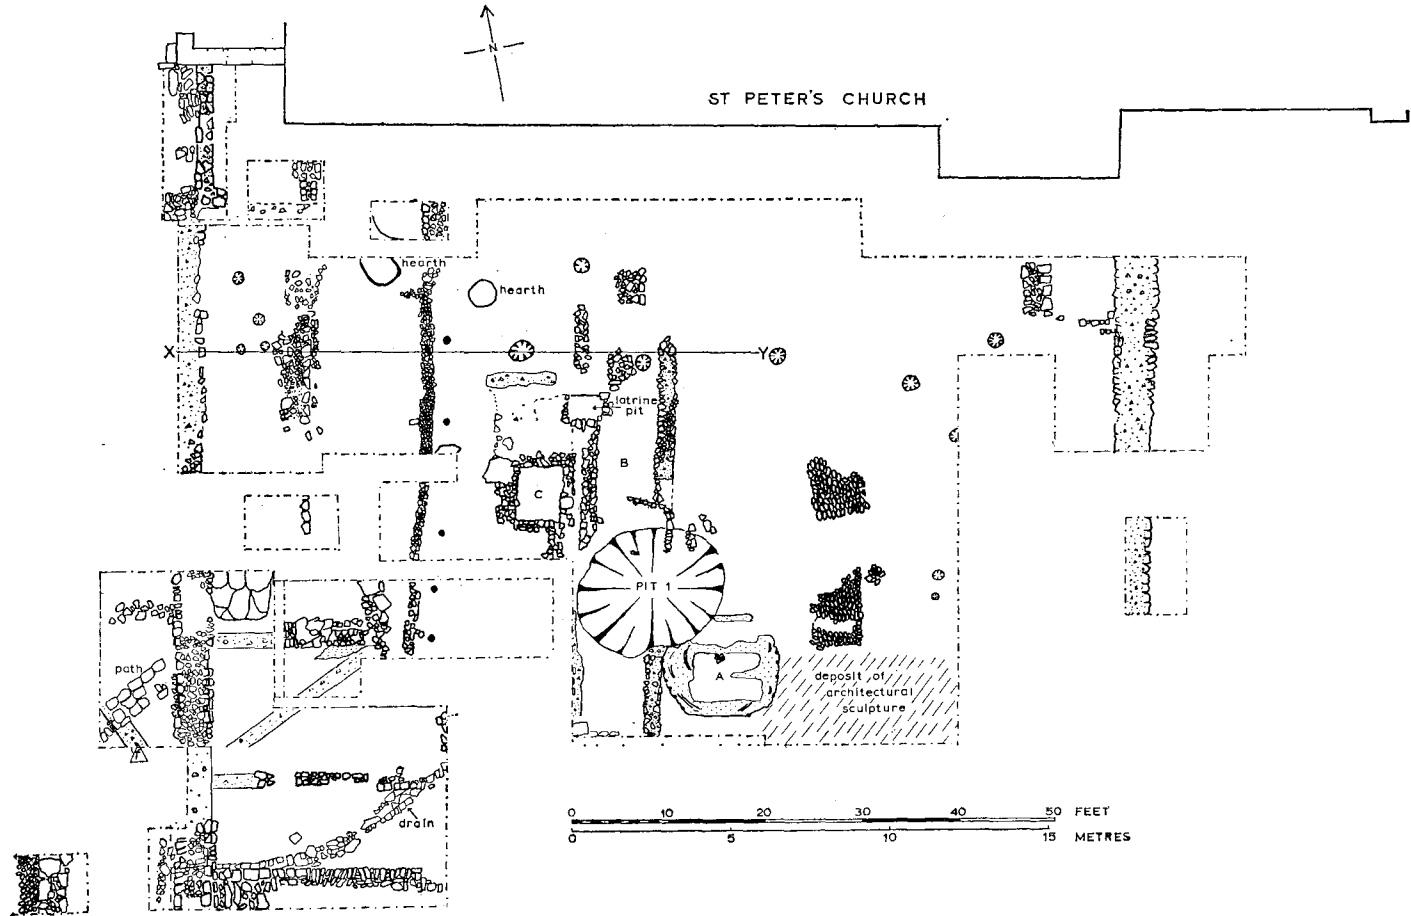 N
ST PETER'S CHURCH
hearth
hearth
X
Y
latrine
pit
B
C
PIT 1
path
A
deposit of
architectural
sculpture
drain
0 10 20 30 40 50 FEET
0 5 10 15 METRES